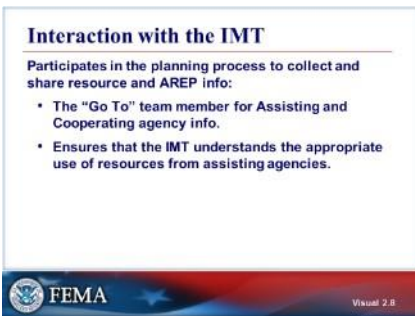 Interaction with the IMT
Participates in the planning process to collect and
share resource and AREP info:
• The “Go To” team member for Assisting and
Cooperating agency info.
• Ensures that the IMT understands the appropriate
use of resources from assisting agencies.
FEMA
Visual 2.8